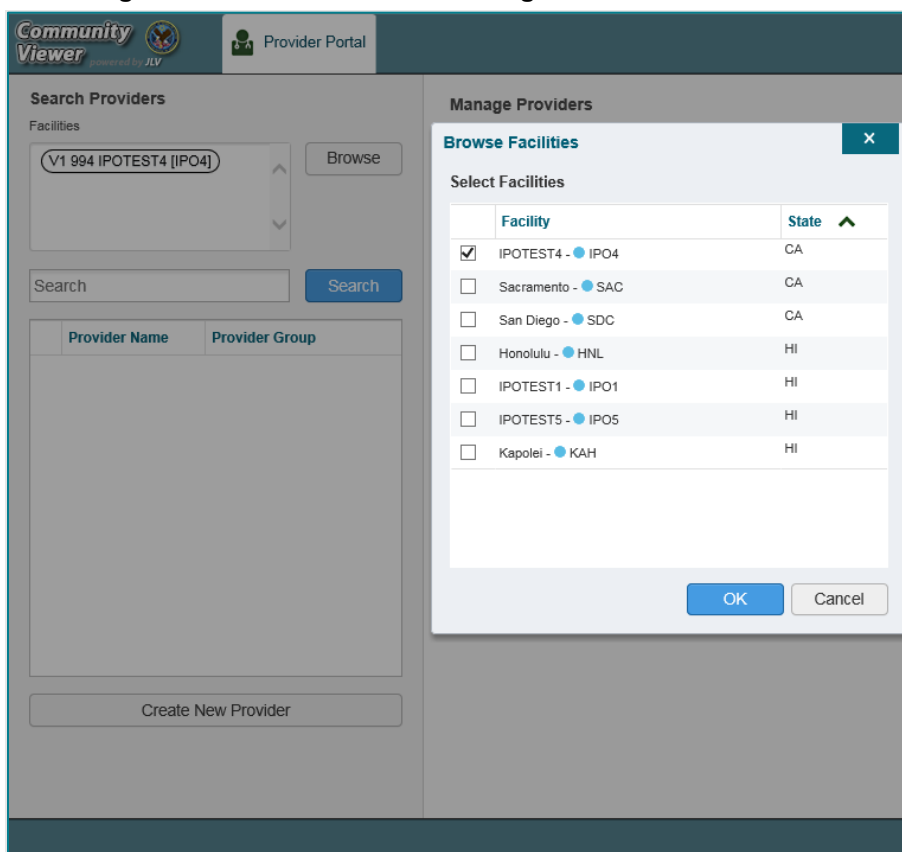 Community
Viewer powered by JLV
Provider Portal
Search Providers
Facilities
V1 994 IPOTEST4 [IPO4]
Browse
Search
Search
Provider Name Provider Group
Create New Provider
Manage Providers
Browse Facilities X
Select Facilities
Facility State
IPOTEST4 - IPO4 CA
Sacramento - SAC CA
San Diego - SDC CA
Honolulu - HNL HI
IPOTEST1 - IPO1 HI
IPOTEST5 - IPO5 HI
Kapolei - KAH HI
OK Cancel